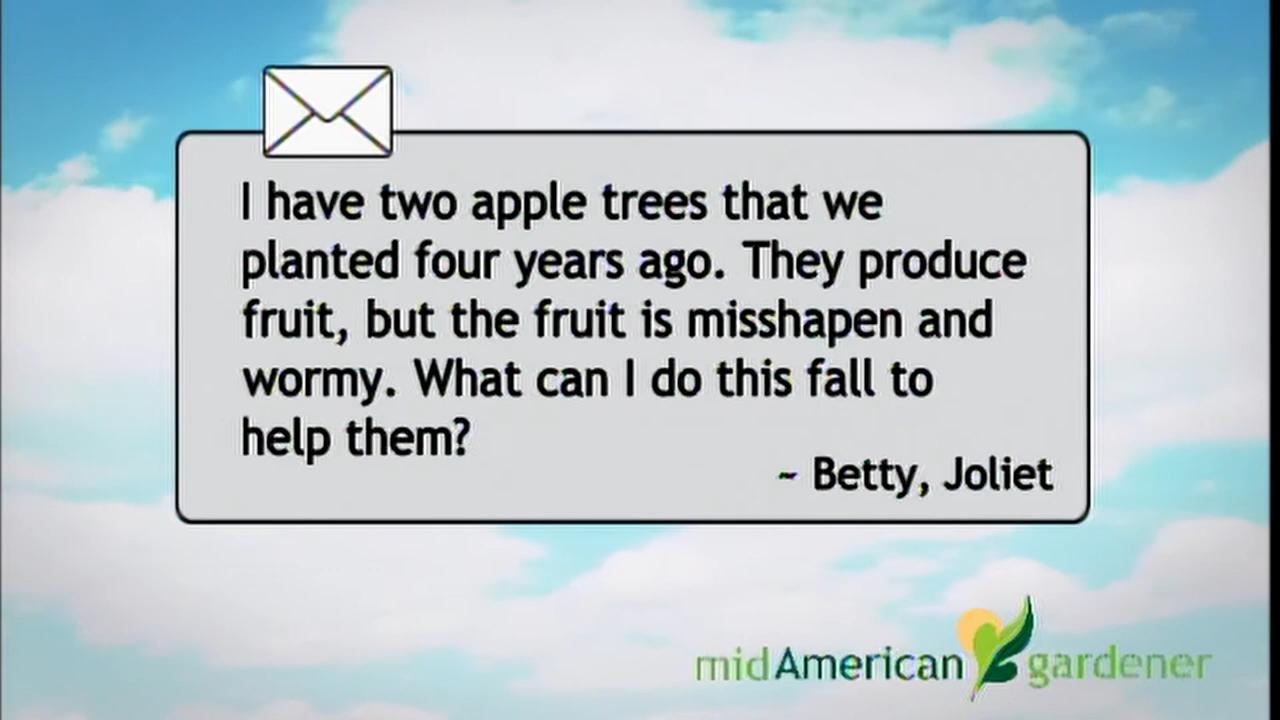 I have two apple trees that we
planted four years ago. They produce
fruit, but the fruit is misshapen and
wormy. What can I do this fall to
help them?
~ Betty, Joliet
midAmerican gardener